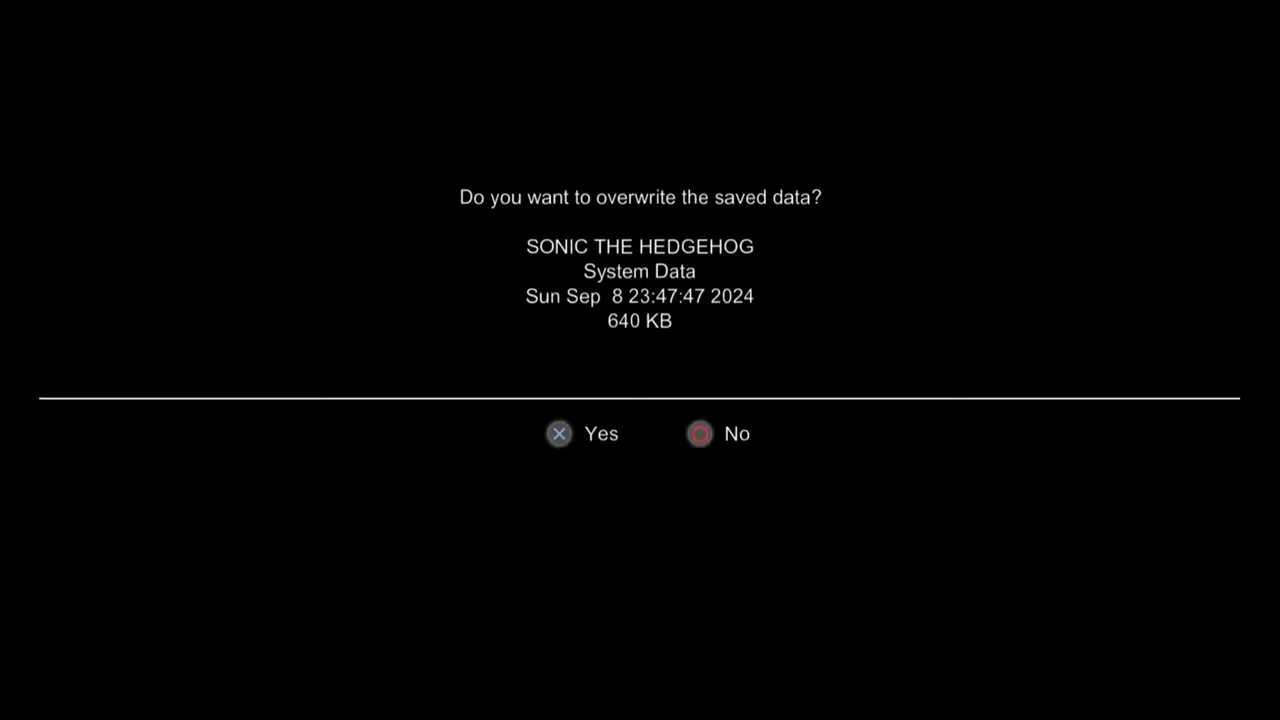 Do you want to overwrite the saved data?
SONIC THE HEDGEHOG
System Data
Sun Sep  8 23:47:47 2024
640 KB
Yes No